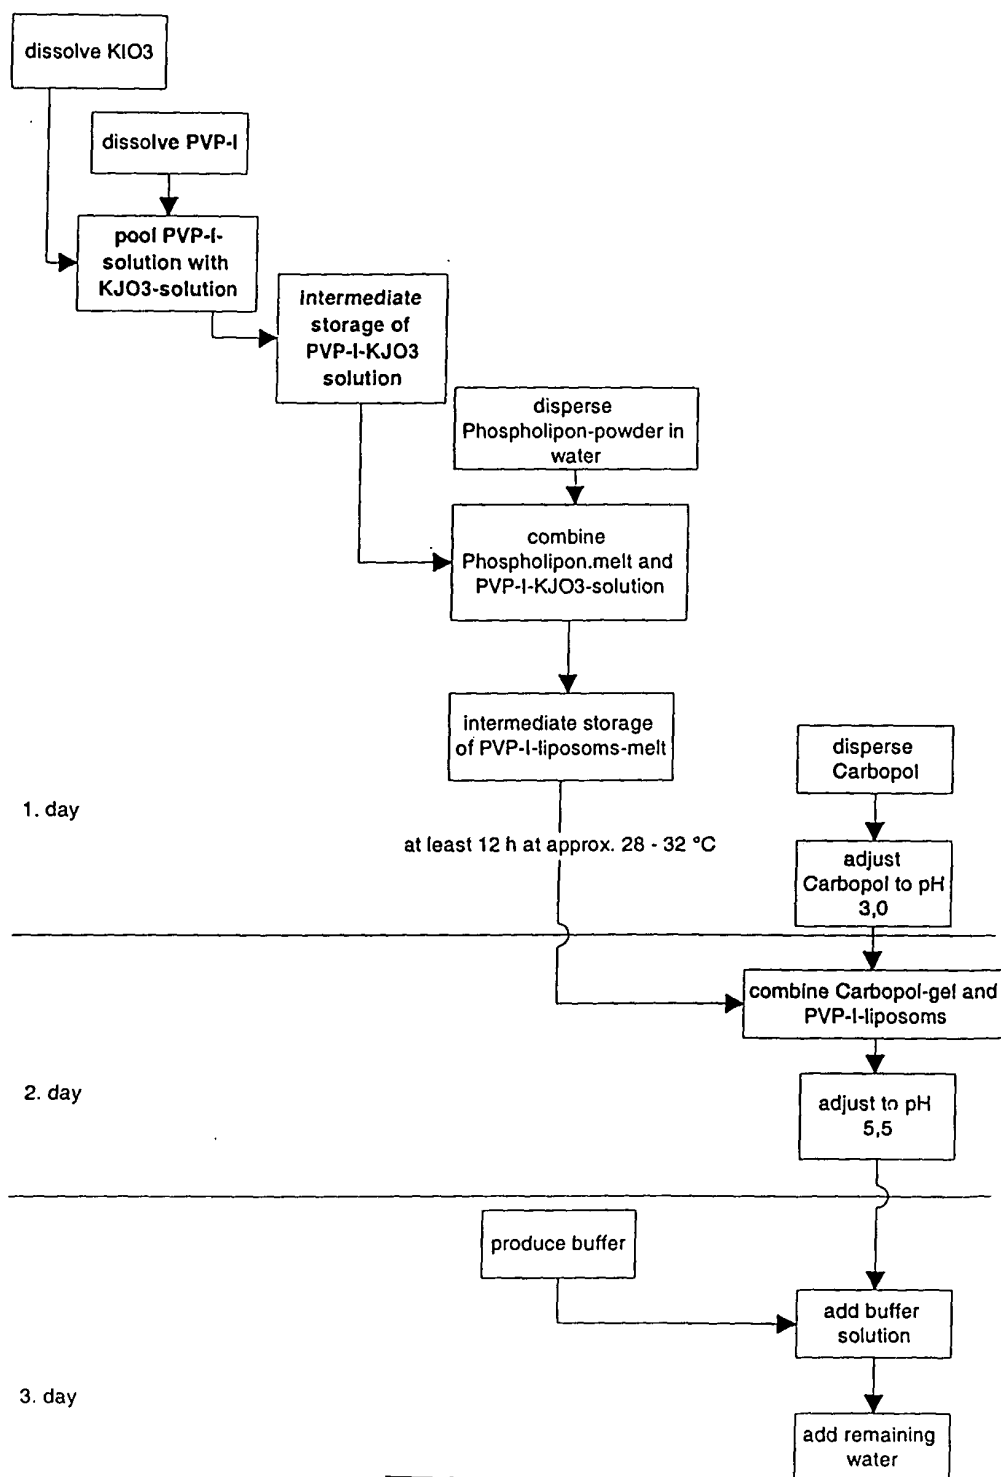 dissolve KIO3
dissolve PVP-I
pool PVP-I-
solution with
KJO3-solution
intermediate
storage of
PVP-I-KJO3
solution
disperse
Phospholipon-powder in
water
combine
Phospholipon.melt and
PVP-I-KJO3-solution
intermediate storage
of PVP-I-liposoms-melt
disperse
Carbopol
1. day
at least 12 h at approx. 28 - 32 °C
adjust
Carbopol to pH
3,0
combine Carbopol-gel and
PVP-I-liposoms
2. day
adjust to pH
5,5
produce buffer
add buffer
solution
3. day
add remaining
water